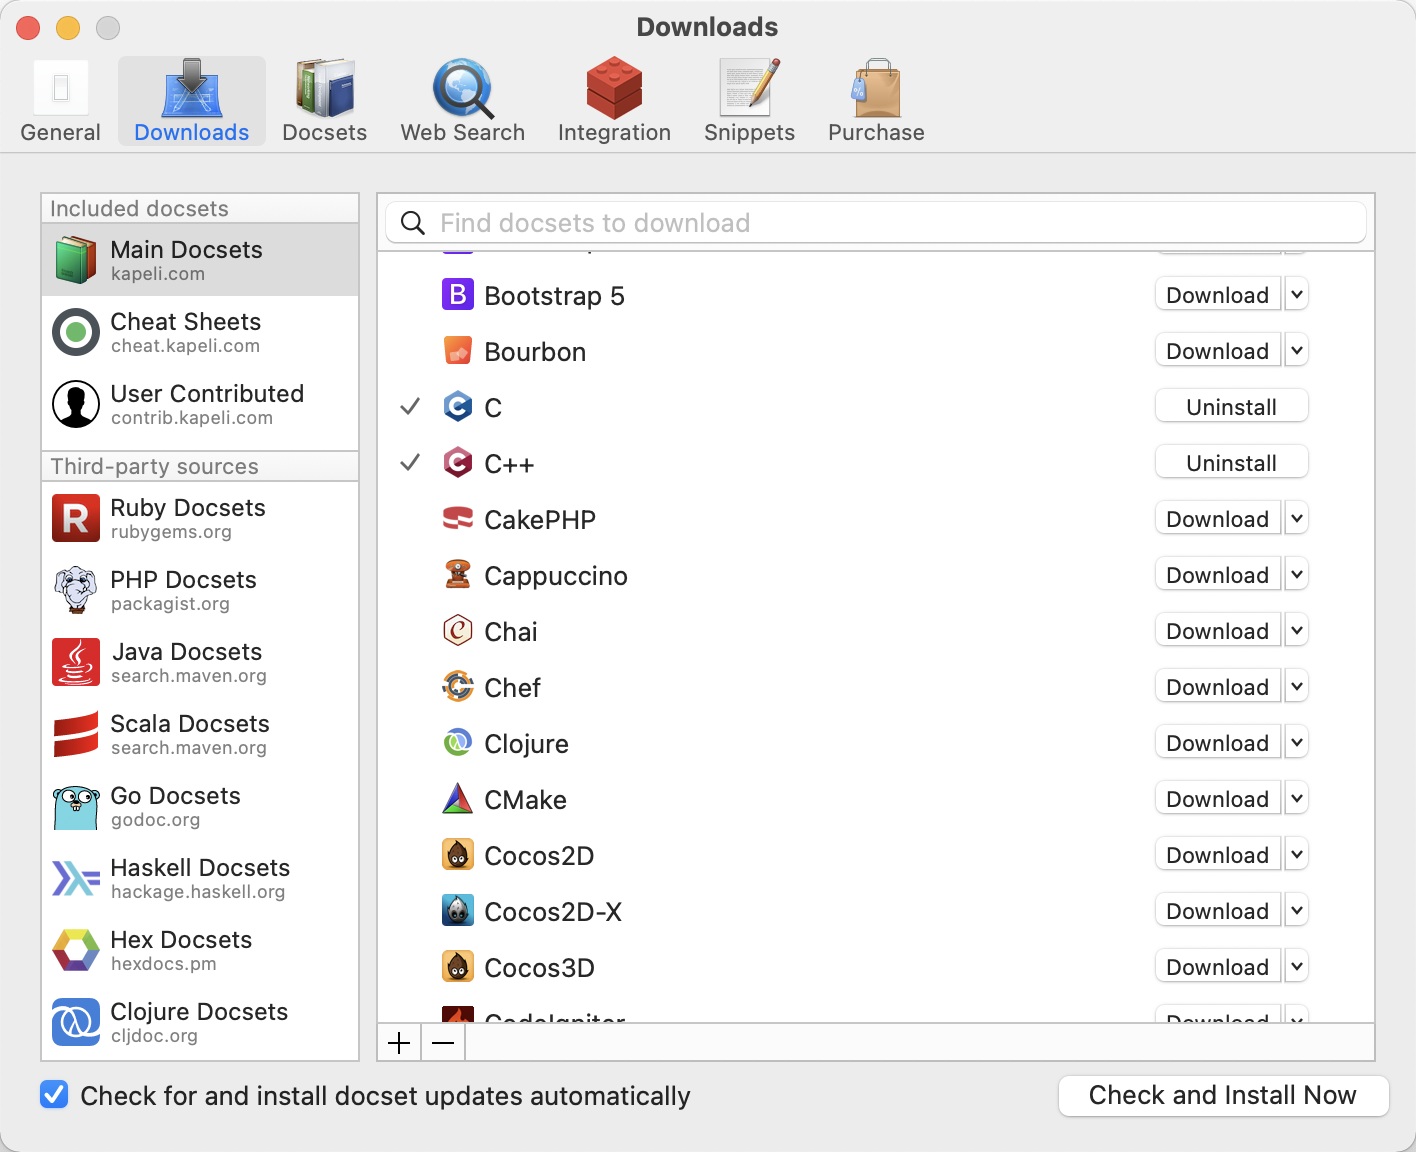 Downloads
General
Downloads
Docsets
Web Search
Integration
Snippets
Purchase
Included docsets
Main Docsets
kapeli.com
Cheat Sheets
cheat.kapeli.com
User Contributed
contrib.kapeli.com
Third-party sources
Ruby Docsets
rubygems.org
PHP Docsets
packagist.org
Java Docsets
search.maven.org
Scala Docsets
search.maven.org
Go Docsets
godoc.org
Haskell Docsets
hackage.haskell.org
Hex Docsets
hexdocs.pm
Clojure Docsets
cljdoc.org
Find docsets to download
Bootstrap 5 Download
Bourbon Download
C Uninstall
C++ Uninstall
CakePHP Download
Cappuccino Download
Chai Download
Chef Download
Clojure Download
CMake Download
Cocos2D Download
Cocos2D-X Download
Cocos3D Download
CodeIgniter Download
Check for and install docset updates automatically
Check and Install Now